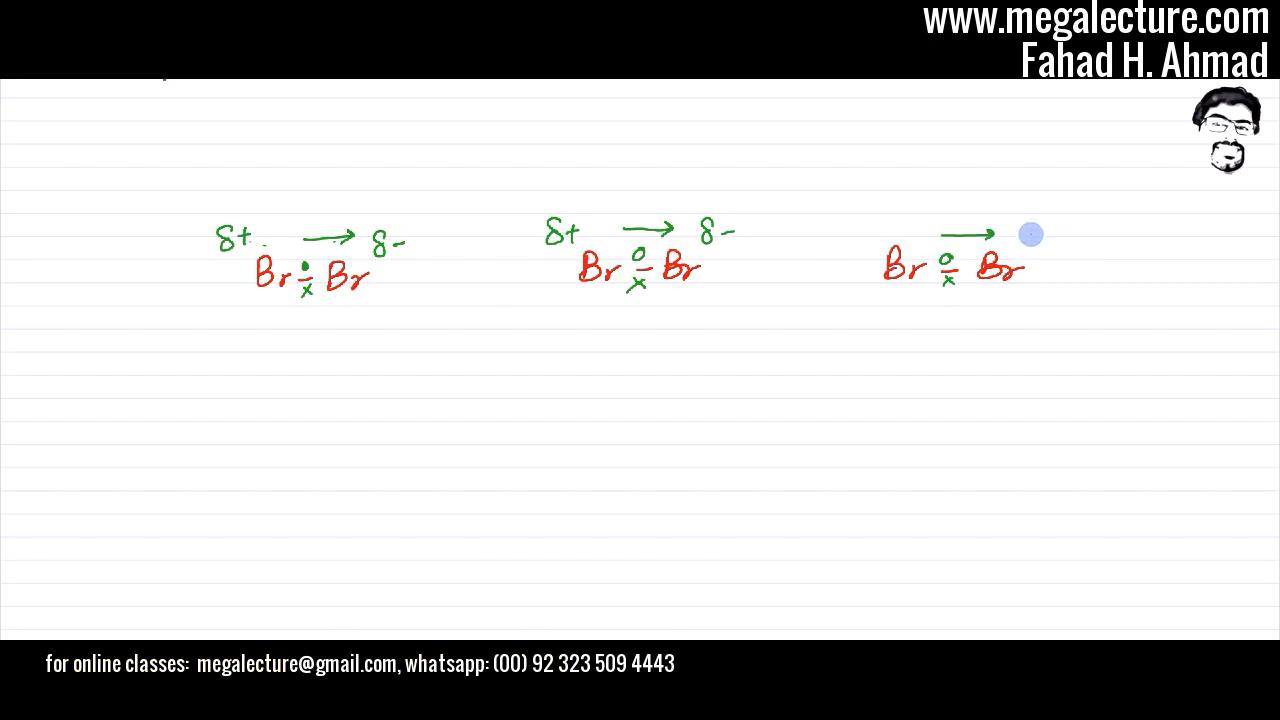 www.megalecture.com
Fahad H. Ahmad
δ+ → δ- δ+ → δ- →
Br - Br Br - Br Br - Br
for online classes: megalecture@gmail.com, whatsapp: (00) 92 323 509 4443